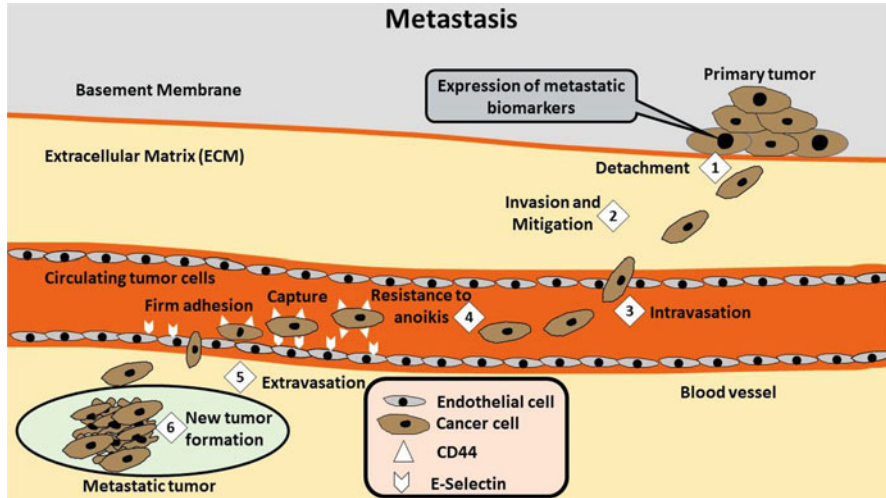 Metastasis
Primary tumor
Expression of metastatic
biomarkers
Basement Membrane
Extracellular Matrix (ECM)
Detachment
1
Invasion and
Mitigation
2
Circulating tumor cells
Firm adhesion
Capture
Resistance to
anoikis
4
3
Intravasation
5
Extravasation
Blood vessel
6
New tumor
formation
Metastatic tumor
Endothelial cell
Cancer cell
CD44
E-Selectin